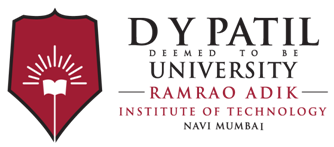 D Y PATIL
DEEMED TO BE
UNIVERSITY
RAMRAO ADIK
INSTITUTE OF TECHNOLOGY
NAVI MUMBAI